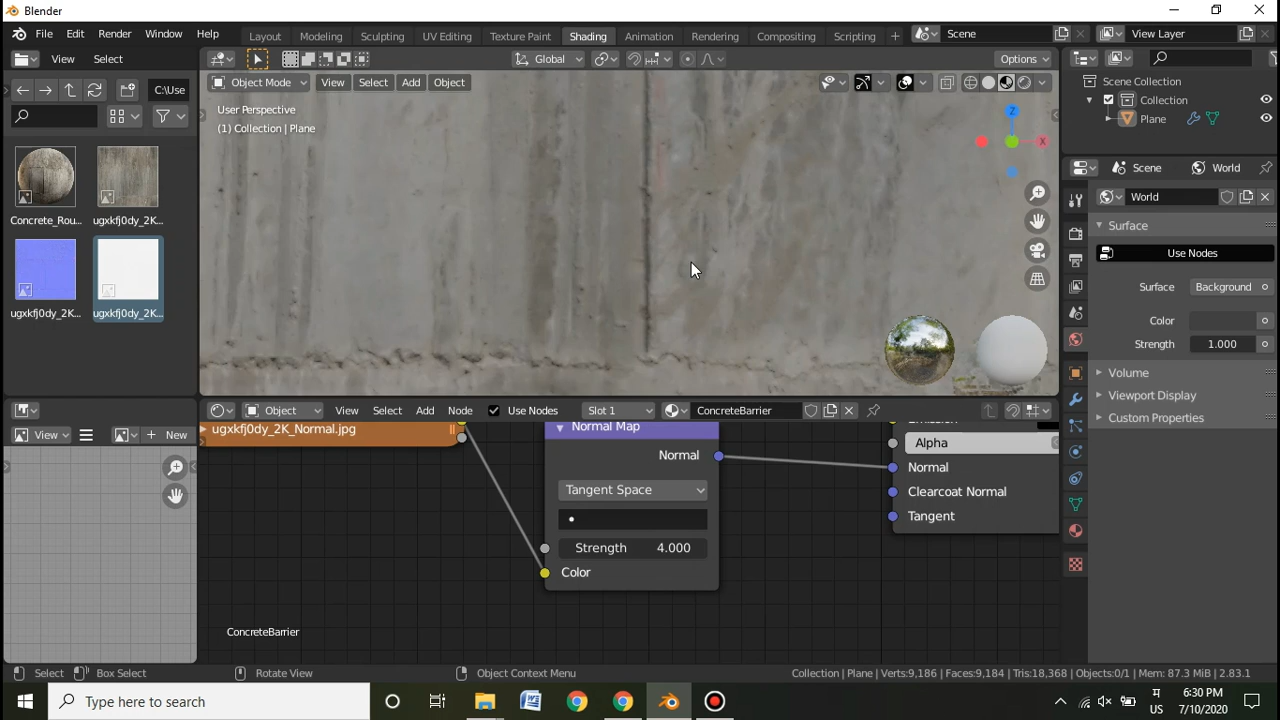 Blender
File Edit Render Window Help Layout Modeling Sculpting UV Editing Texture Paint Shading Animation Rendering Compositing Scripting Scene View Layer
View Select Global Options
C:\Use
Object Mode View Select Add Object
User Perspective
(1) Collection | Plane
Scene Collection
Collection
Plane
Z
X
Concrete_Rou...
ugxkfj0dy_2K...
ugxkfj0dy_2K...
ugxkfj0dy_2K...
Scene World
World
Surface
Use Nodes
Surface Background
Color
Strength 1.000
Volume
Viewport Display
Custom Properties
Object View Select Add Node Use Nodes Slot 1 ConcreteBarrier
View New
ugxkfj0dy_2K_Normal.jpg
Normal Map
Normal
Tangent Space
Strength 4.000
Color
Alpha
Normal
Clearcoat Normal
Tangent
ConcreteBarrier
Select Box Select Rotate View Object Context Menu Collection | Plane | Verts:9,186 | Faces:9,184 | Tris:18,368 | Objects:0/1 | Mem: 87.3 MiB | 2.83.1
Type here to search
US
6:30 PM
7/10/2020